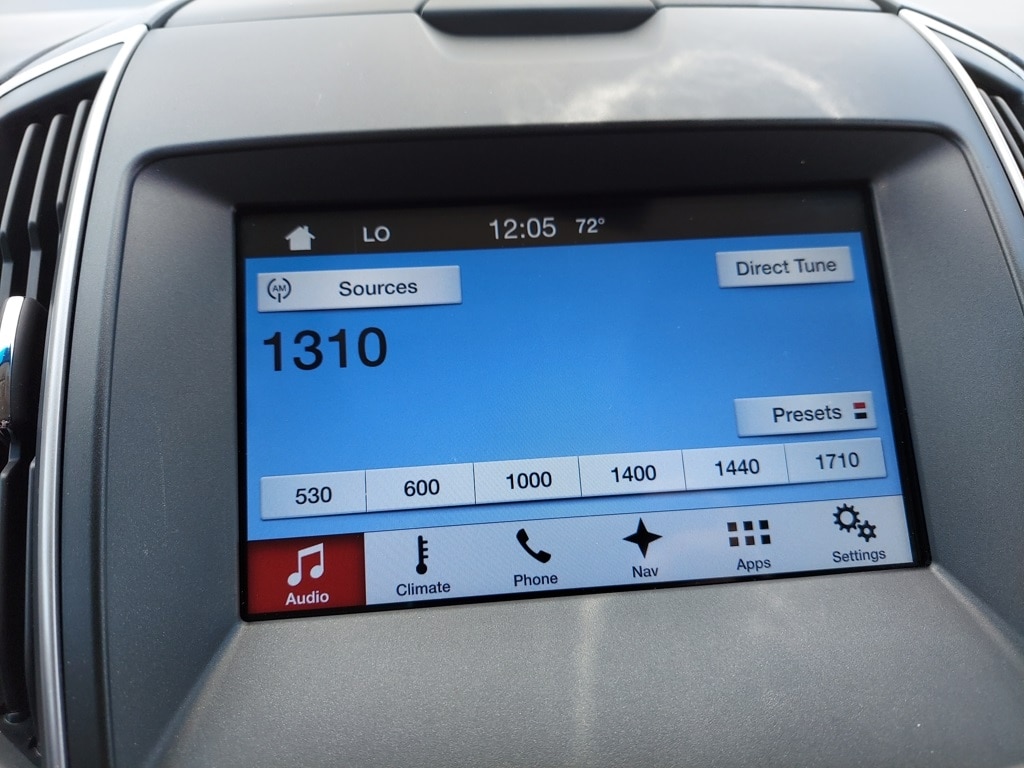 LO 12:05 72°
AM Sources Direct Tune
1310
Presets
530 600 1000 1400 1440 1710
Audio Climate Phone Nav Apps Settings